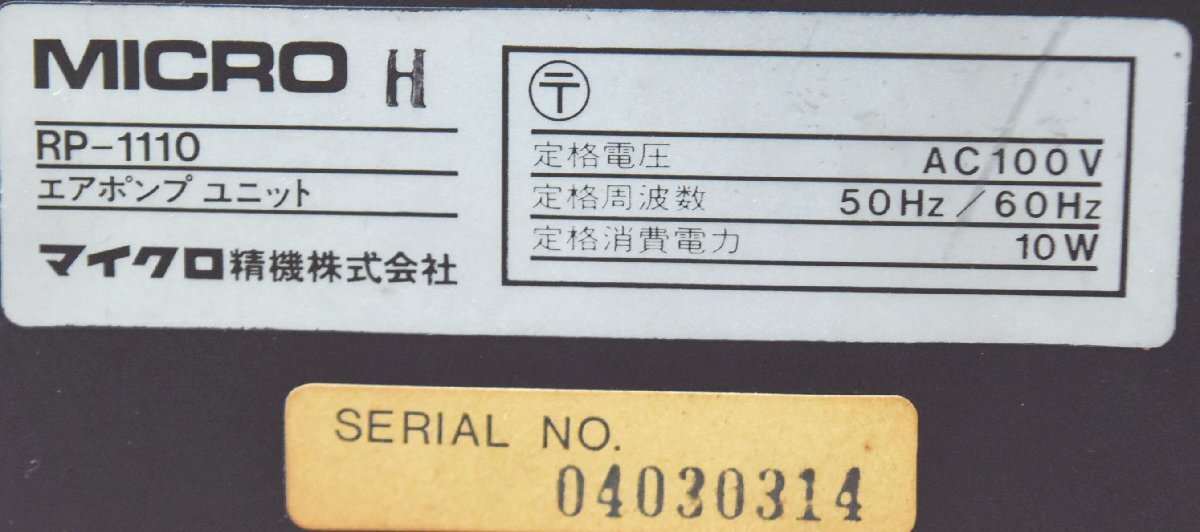 MICRO H
RP-1110
エアポンプ ユニット
マイクロ精機株式会社
〒
定格電圧 AC100V
定格周波数 50Hz/60Hz
定格消費電力 10W
SERIAL NO.
04030314